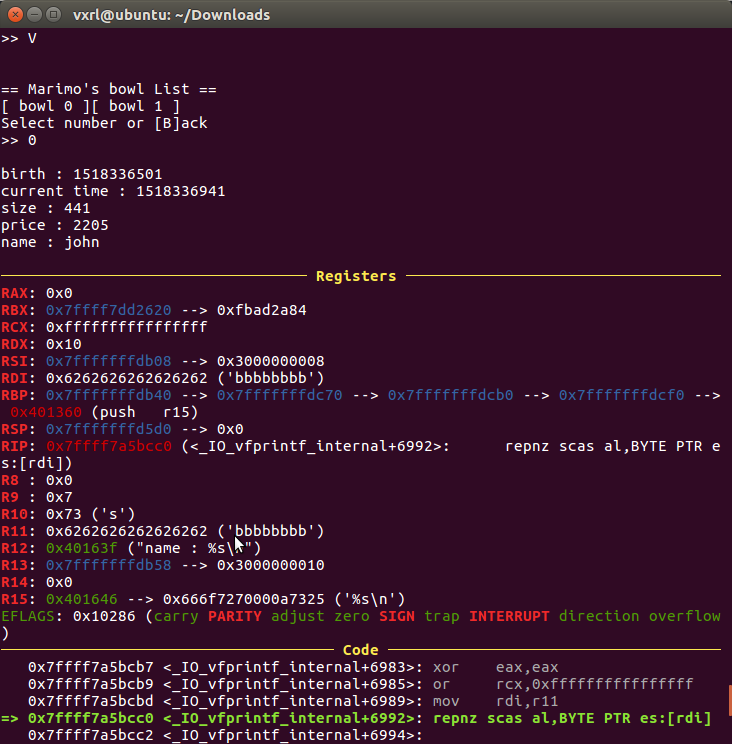 vxrl@ubuntu: ~/Downloads
>> V
== Marimo's bowl List ==
[ bowl 0 ][ bowl 1 ]
Select number or [B]ack
>> 0
birth : 1518336501
current time : 1518336941
size : 441
price : 2205
name : john
Registers
RAX: 0x0
RBX: 0x7ffff7dd2620 --> 0xfbad2a84
RCX: 0xffffffffffffffff
RDX: 0x10
RSI: 0x7fffffffdb08 --> 0x3000000008
RDI: 0x6262626262626262 ('bbbbbbbb')
RBP: 0x7fffffffdb40 --> 0x7fffffffdc70 --> 0x7fffffffdcb0 --> 0x7fffffffdcf0 -->
0x401360 (push   r15)
RSP: 0x7fffffffd5d0 --> 0x0
RIP: 0x7ffff7a5bcc0 (<_IO_vfprintf_internal+6992>:      repnz scas al,BYTE PTR e
s:[rdi])
R8 : 0x0
R9 : 0x7
R10: 0x73 ('s')
R11: 0x6262626262626262 ('bbbbbbbb')
R12: 0x40163f ("name : %s\n")
R13: 0x7fffffffdb58 --> 0x3000000010
R14: 0x0
R15: 0x401646 --> 0x666f7270000a7325 ('%s\n')
EFLAGS: 0x10286 (carry PARITY adjust zero SIGN trap INTERRUPT direction overflow
)
Code
0x7ffff7a5bcb7 <_IO_vfprintf_internal+6983>: xor    eax,eax
0x7ffff7a5bcb9 <_IO_vfprintf_internal+6985>: or     rcx,0xffffffffffffffff
0x7ffff7a5bcbd <_IO_vfprintf_internal+6989>: mov    rdi,r11
=> 0x7ffff7a5bcc0 <_IO_vfprintf_internal+6992>: repnz scas al,BYTE PTR es:[rdi]
0x7ffff7a5bcc2 <_IO_vfprintf_internal+6994>: